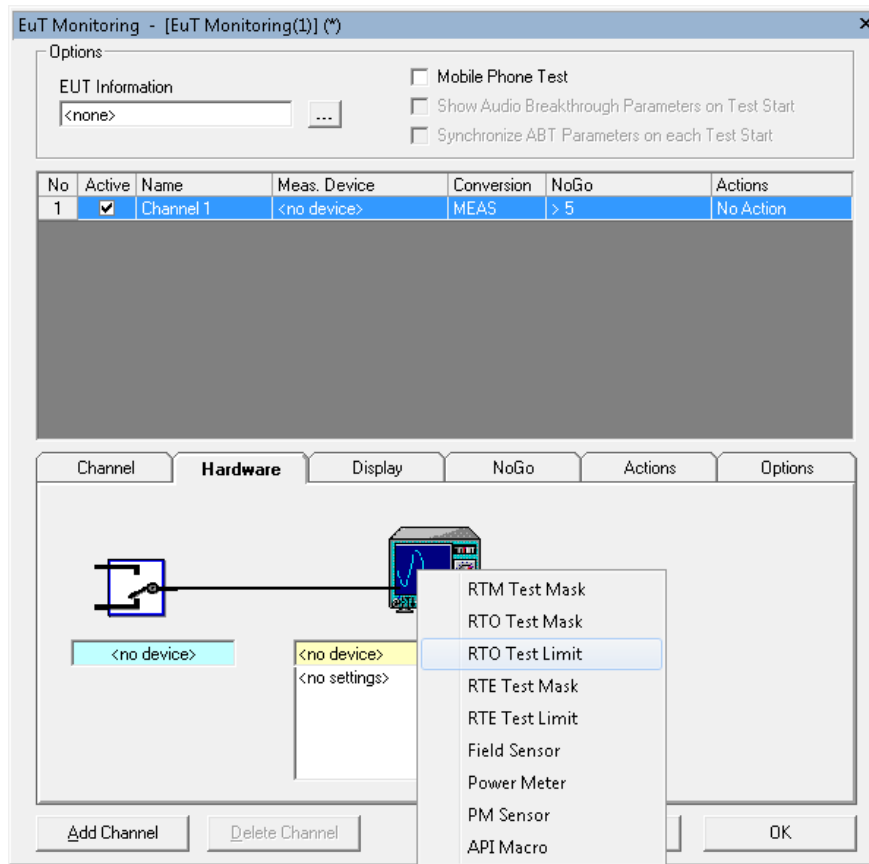 EuT Monitoring - [EuT Monitoring(1)] (*)
Options
EUT Information
<none>
...
Mobile Phone Test
Show Audio Breakthrough Parameters on Test Start
Synchronize ABT Parameters on each Test Start
No Active Name Meas. Device Conversion NoGo Actions
1 Channel 1 <no device> MEAS > 5 No Action
Channel Hardware Display NoGo Actions Options
<no device>
<no device>
<no settings>
RTM Test Mask
RTO Test Mask
RTO Test Limit
RTE Test Mask
RTE Test Limit
Field Sensor
Power Meter
PM Sensor
API Macro
Add Channel Delete Channel OK